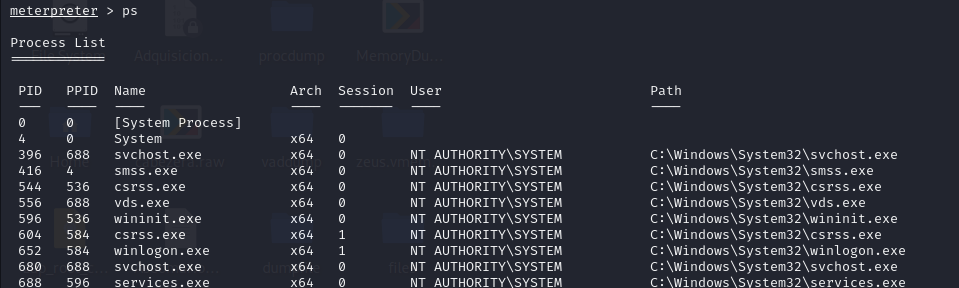 meterpreter > ps
Process List
PID PPID Name Arch Session User Path
0 0 [System Process]
4 0 System x64 0
396 688 svchost.exe x64 0 NT AUTHORITY\SYSTEM C:\Windows\System32\svchost.exe
416 4 smss.exe x64 0 NT AUTHORITY\SYSTEM C:\Windows\System32\smss.exe
544 536 csrss.exe x64 0 NT AUTHORITY\SYSTEM C:\Windows\System32\csrss.exe
556 688 vds.exe x64 0 NT AUTHORITY\SYSTEM C:\Windows\System32\vds.exe
596 536 wininit.exe x64 0 NT AUTHORITY\SYSTEM C:\Windows\System32\wininit.exe
604 584 csrss.exe x64 1 NT AUTHORITY\SYSTEM C:\Windows\System32\csrss.exe
652 584 winlogon.exe x64 1 NT AUTHORITY\SYSTEM C:\Windows\System32\winlogon.exe
680 688 svchost.exe x64 0 NT AUTHORITY\SYSTEM C:\Windows\System32\svchost.exe
688 596 services.exe x64 0 NT AUTHORITY\SYSTEM C:\Windows\System32\services.exe
File System Adquisicion... procdump MemoryDu...